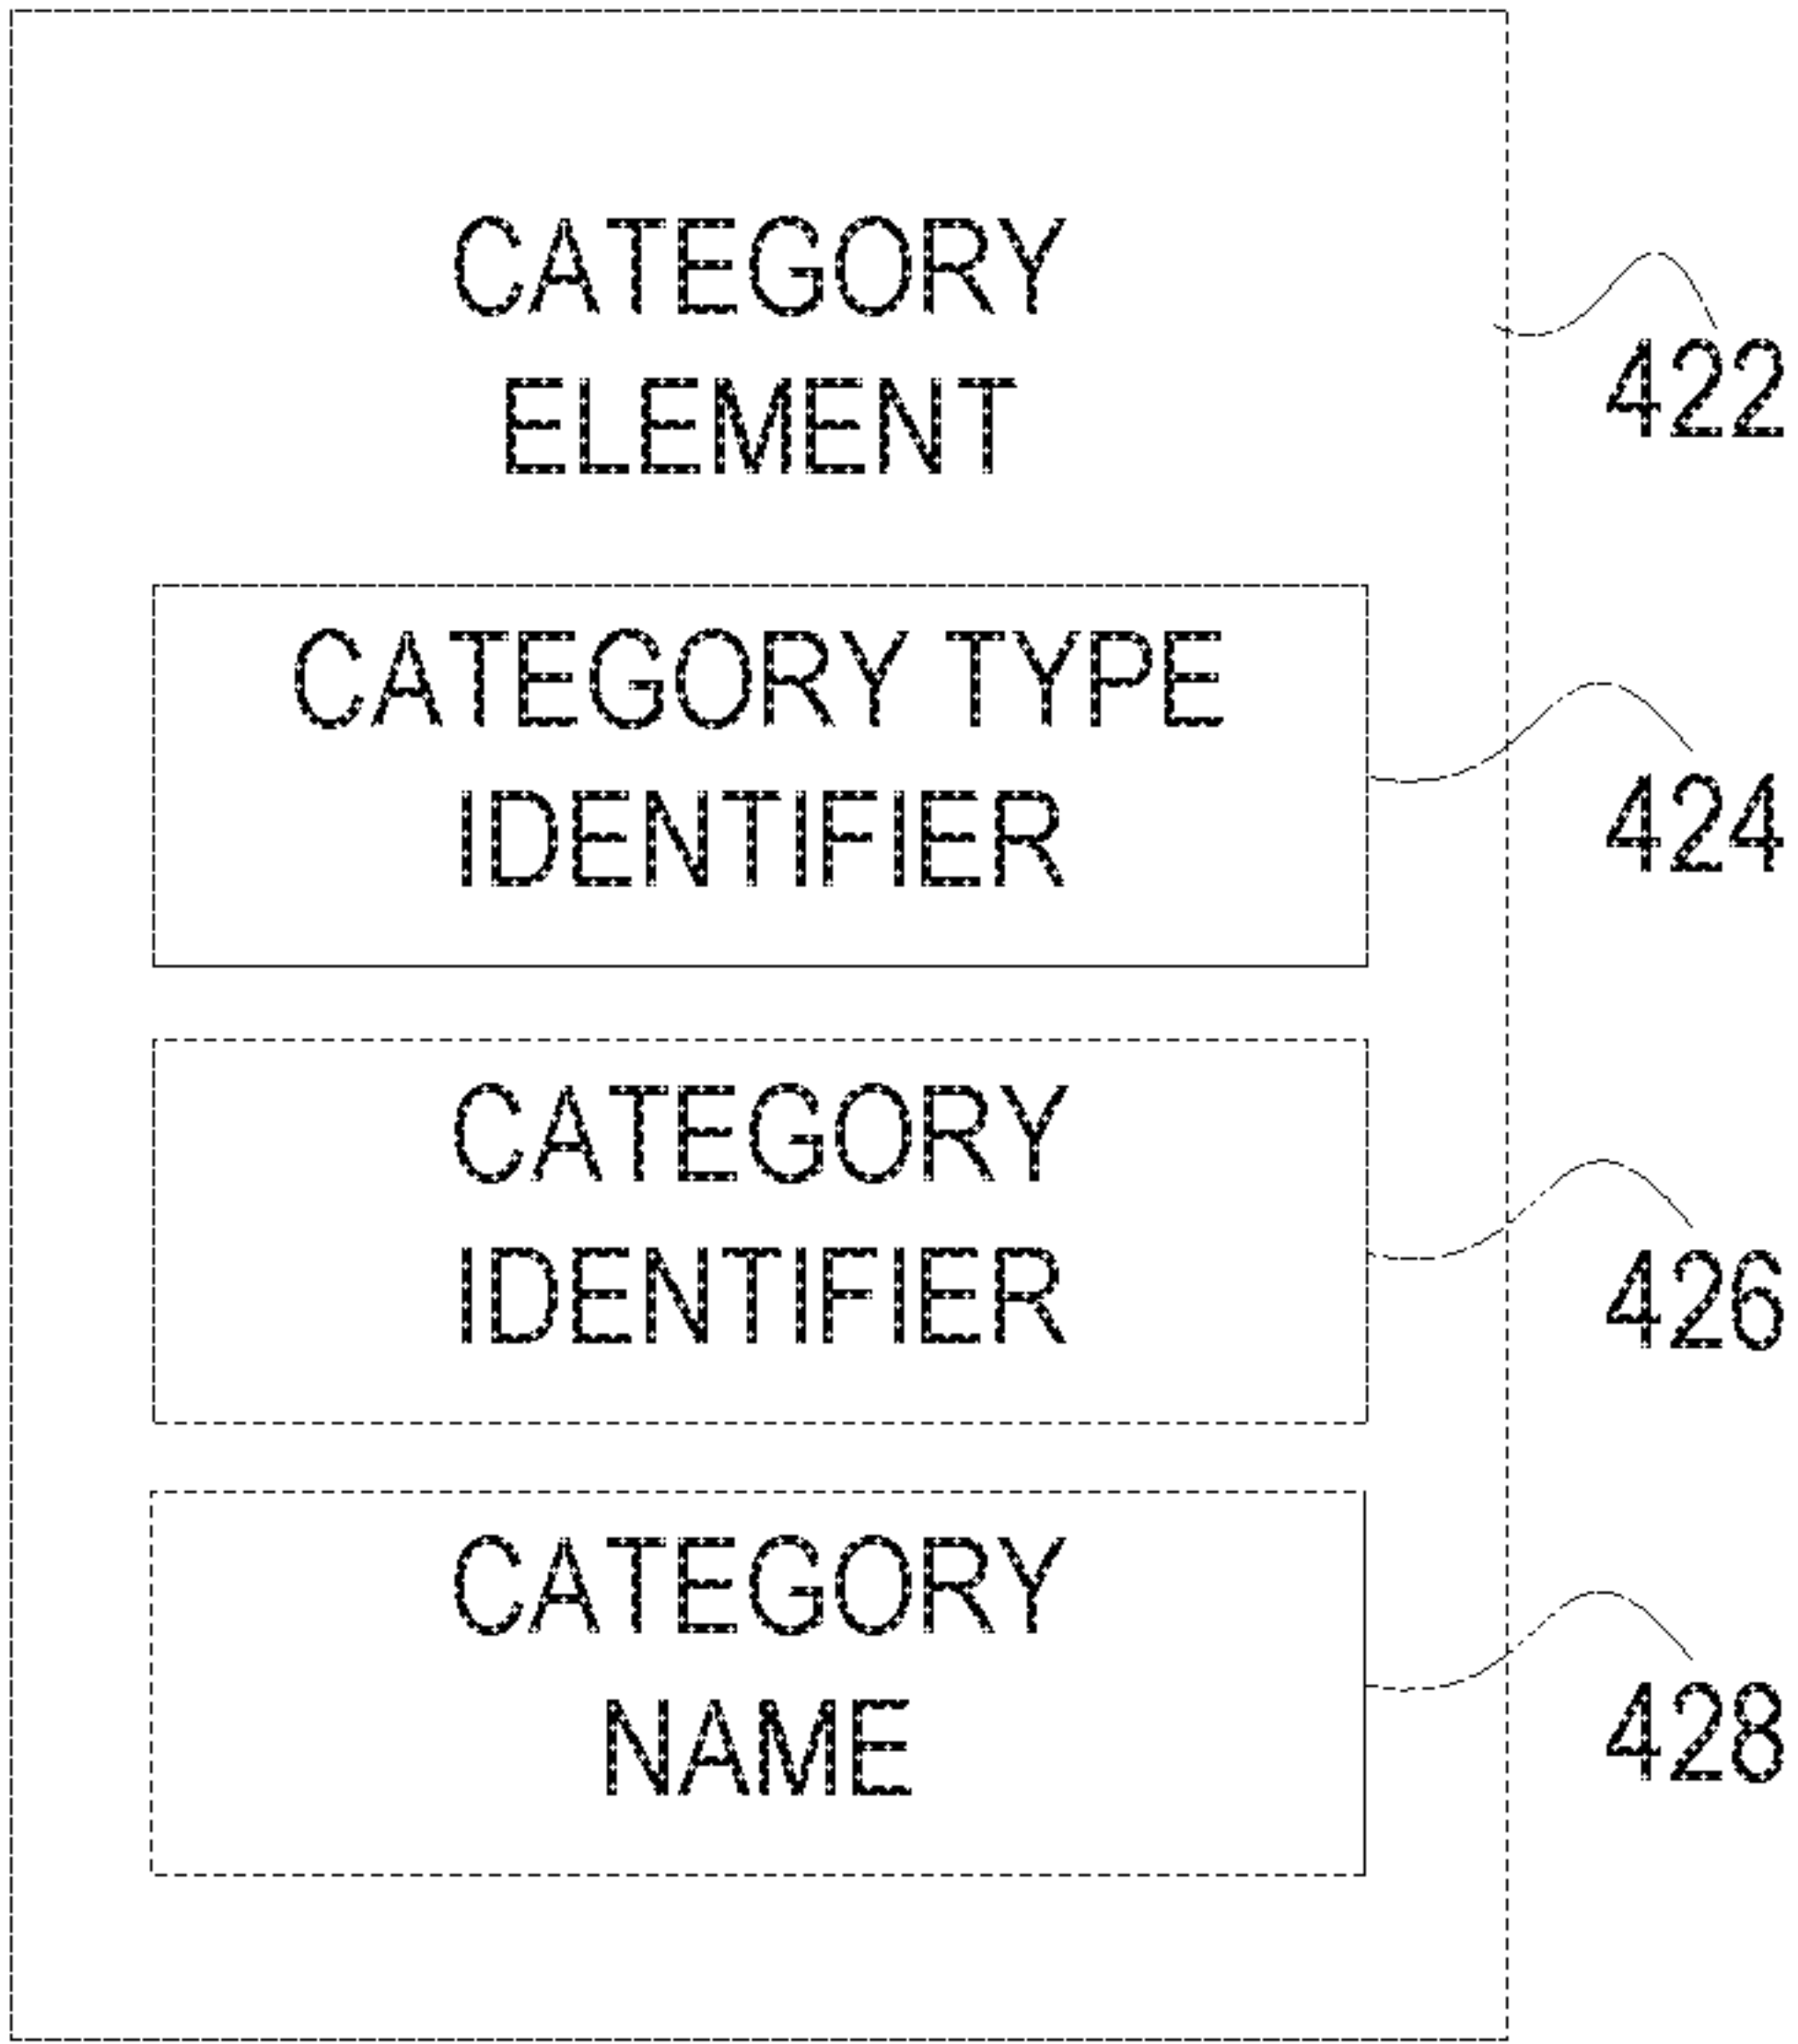 CATEGORY
ELEMENT
422
CATEGORY TYPE
IDENTIFIER
424
CATEGORY
IDENTIFIER
426
CATEGORY
NAME
428